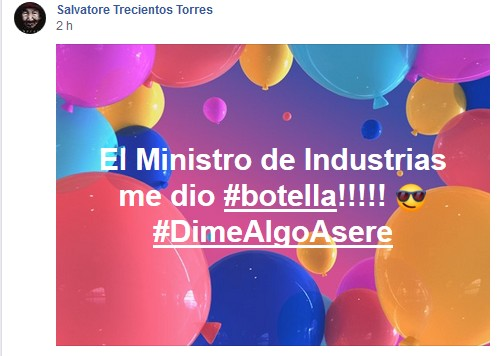 Salvatore Trecientos Torres
2 h
El Ministro de Industrias
me dio #botella!!!!! 😎
#DimeAlgoAsere